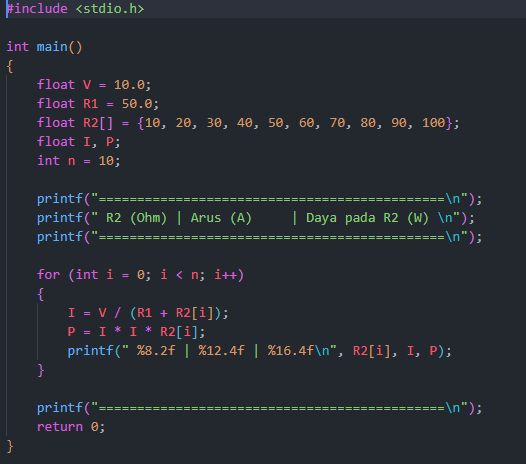 #include <stdio.h>
int main()
{
    float V = 10.0;
    float R1 = 50.0;
    float R2[] = {10, 20, 30, 40, 50, 60, 70, 80, 90, 100};
    float I, P;
    int n = 10;
    printf("=============================================\n");
    printf(" R2 (Ohm) | Arus (A)     | Daya pada R2 (W) \n");
    printf("=============================================\n");
    for (int i = 0; i < n; i++)
    {
        I = V / (R1 + R2[i]);
        P = I * I * R2[i];
        printf(" %8.2f | %12.4f | %16.4f\n", R2[i], I, P);
    }
    printf("=============================================\n");
    return 0;
}